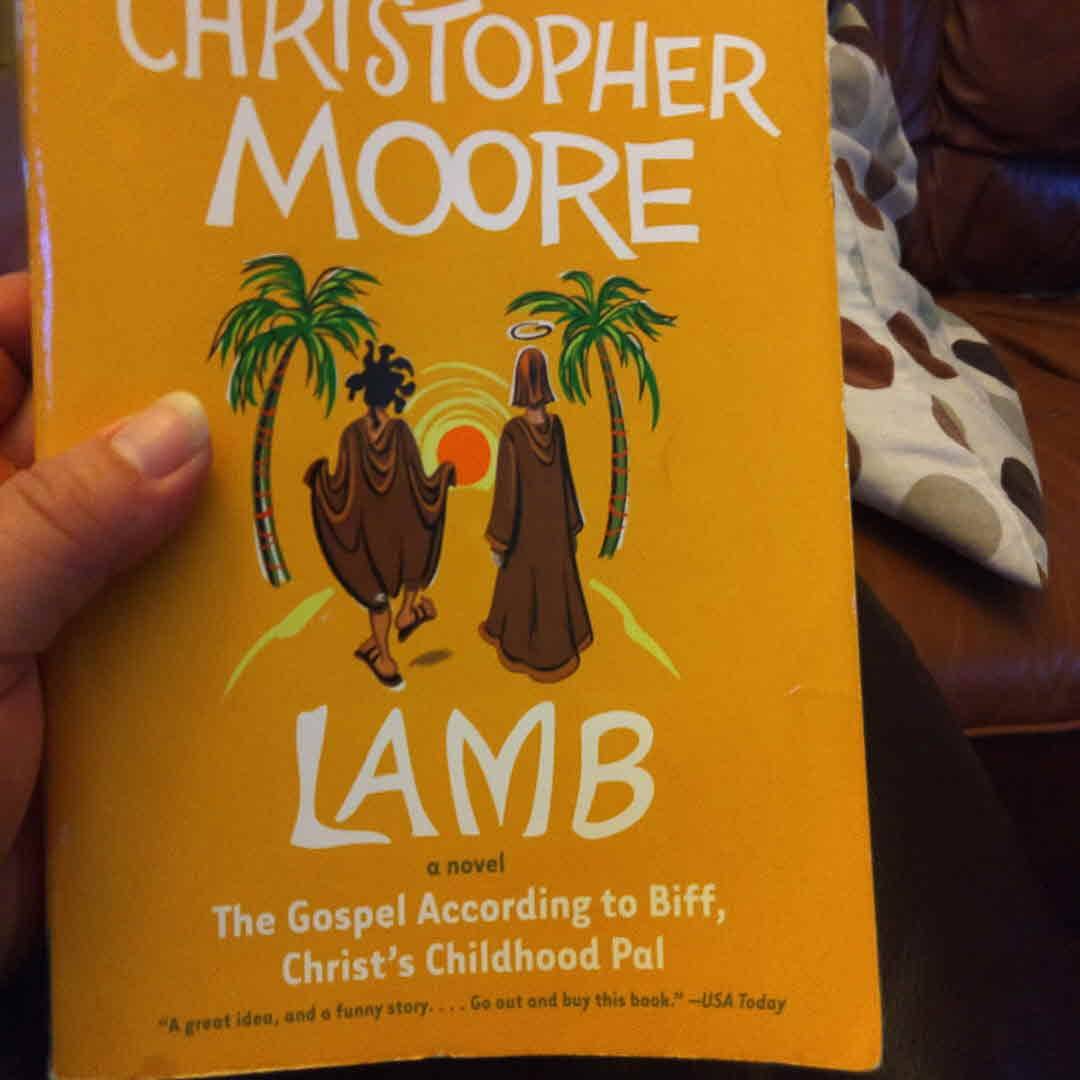 CHRISTOPHER
MOORE
LAMB
a novel
The Gospel According to Biff,
Christ's Childhood Pal
"A great idea, and a funny story. . . . Go out and buy this book." —USA Today